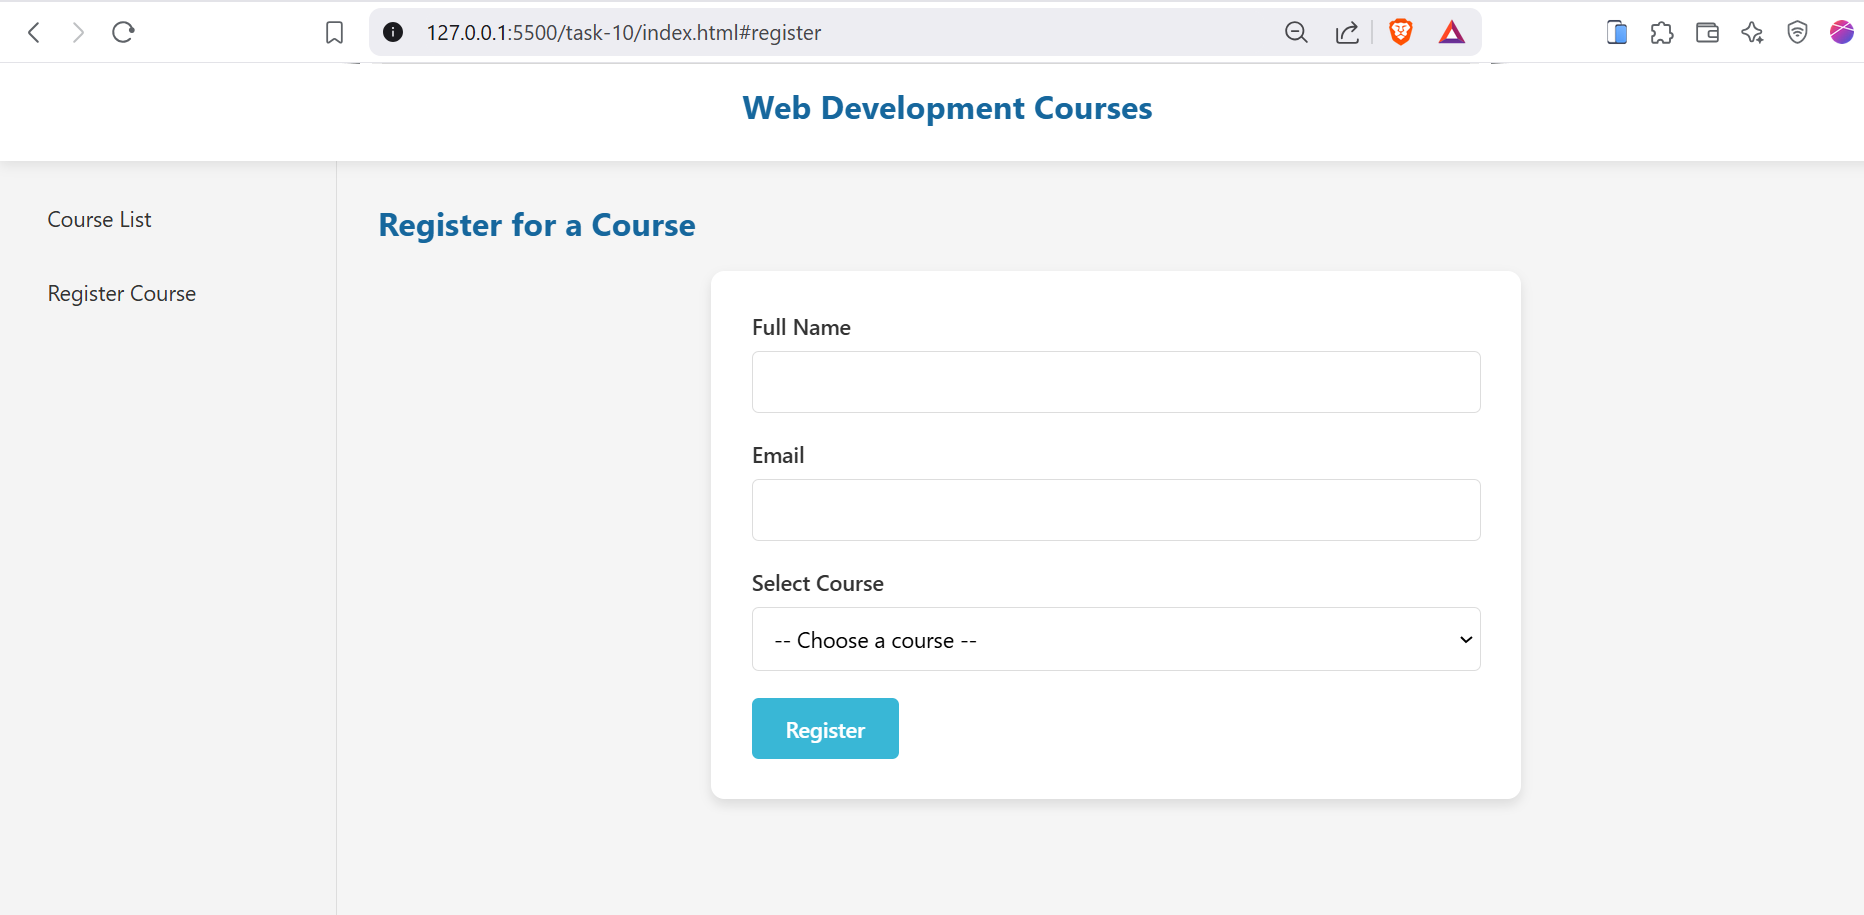 127.0.0.1:5500/task-10/index.html#register
Web Development Courses
Course List
Register Course
Register for a Course
Full Name
Email
Select Course
-- Choose a course --
Register